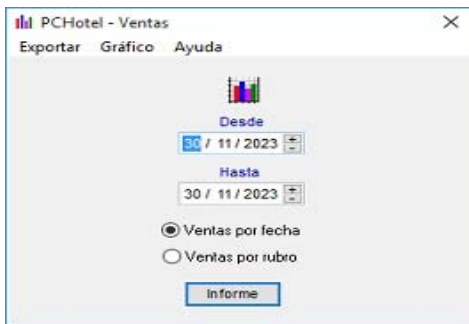 PCHotel - Ventas
Exportar Gráfico Ayuda
Desde
30 / 11 / 2023
Hasta
30 / 11 / 2023
Ventas por fecha
Ventas por rubro
Informe